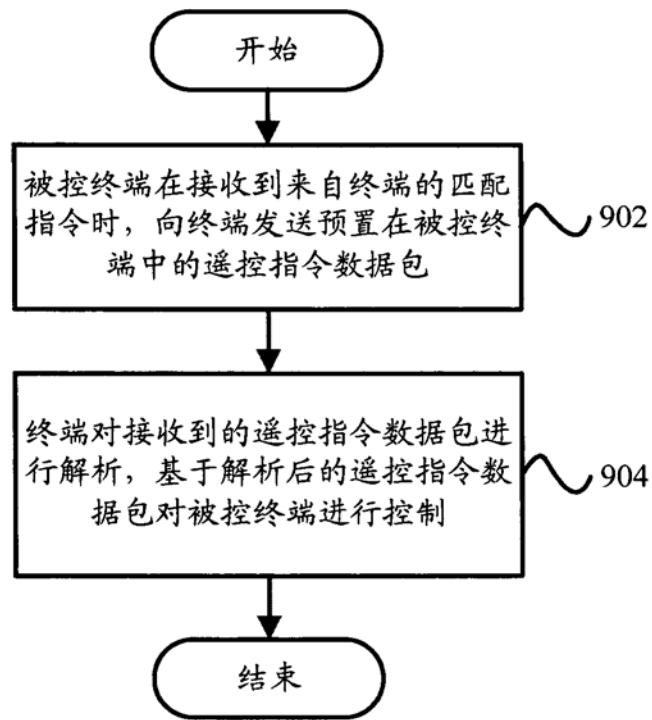 开始
被控终端在接收到来自终端的匹配
指令时，向终端发送预置在被控终
端中的遥控指令数据包
902
终端对接收到的遥控指令数据包进
行解析，基于解析后的遥控指令数
据包对被控终端进行控制
904
结束